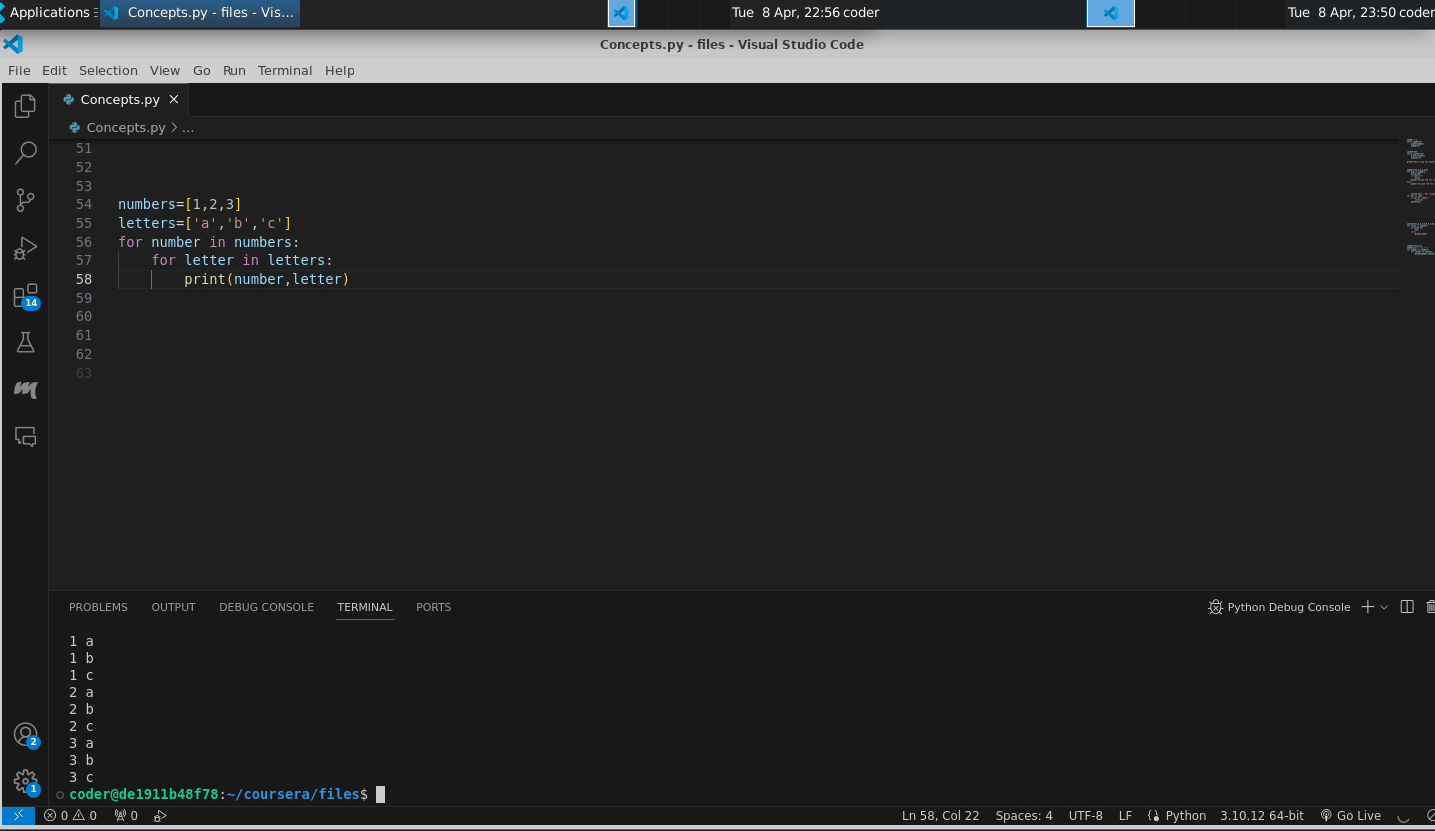 Applications
Concepts.py - files - Vis...
Tue 8 Apr, 22:56 coder
Tue 8 Apr, 23:50 coder
Concepts.py - files - Visual Studio Code
File Edit Selection View Go Run Terminal Help
Concepts.py
Concepts.py > ...
51
52
53
54 numbers=[1,2,3]
55 letters=['a','b','c']
56 for number in numbers:
57     for letter in letters:
58         print(number,letter)
59
60
61
62
63
14
PROBLEMS OUTPUT DEBUG CONSOLE TERMINAL PORTS
Python Debug Console
1 a
1 b
1 c
2 a
2 b
2 c
3 a
3 b
3 c
coder@de1911b48f78:~/coursera/files$
2
1
0 0 0 Ln 58, Col 22 Spaces: 4 UTF-8 LF Python 3.10.12 64-bit Go Live